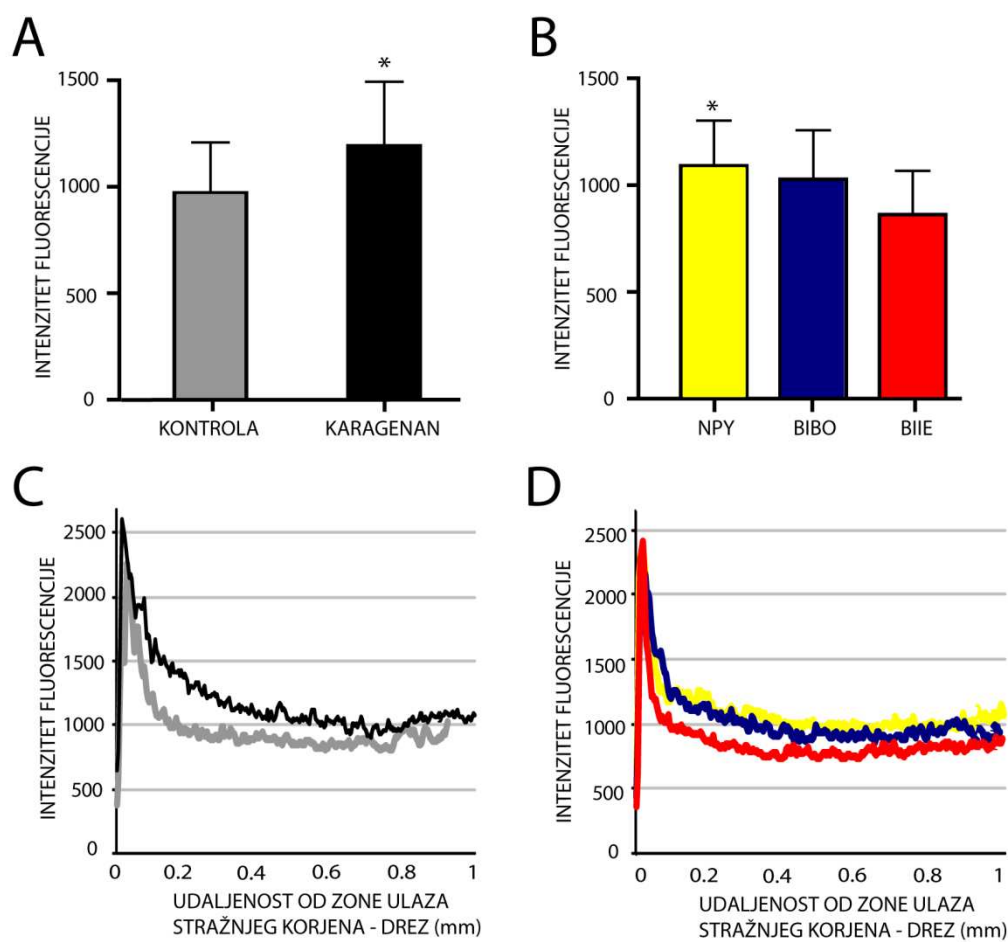 A
INTENZITET FLUORESCENCIJE
1500
1000
500
0
*
KONTROLA
KARAGENAN
B
INTENZITET FLUORESCENCIJE
1500
1000
500
0
*
NPY
BIBO
BIIE
C
INTENZITET FLUORESCENCIJE
2500
2000
1500
1000
500
0
0 0.2 0.4 0.6 0.8 1
UDALJENOST OD ZONE ULAZA
STRAŽNJEG KORJENA - DREZ (mm)
D
INTENZITET FLUORESCENCIJE
2500
2000
1500
1000
500
0
0 0.2 0.4 0.6 0.8 1
UDALJENOST OD ZONE ULAZA
STRAŽNJEG KORJENA - DREZ (mm)